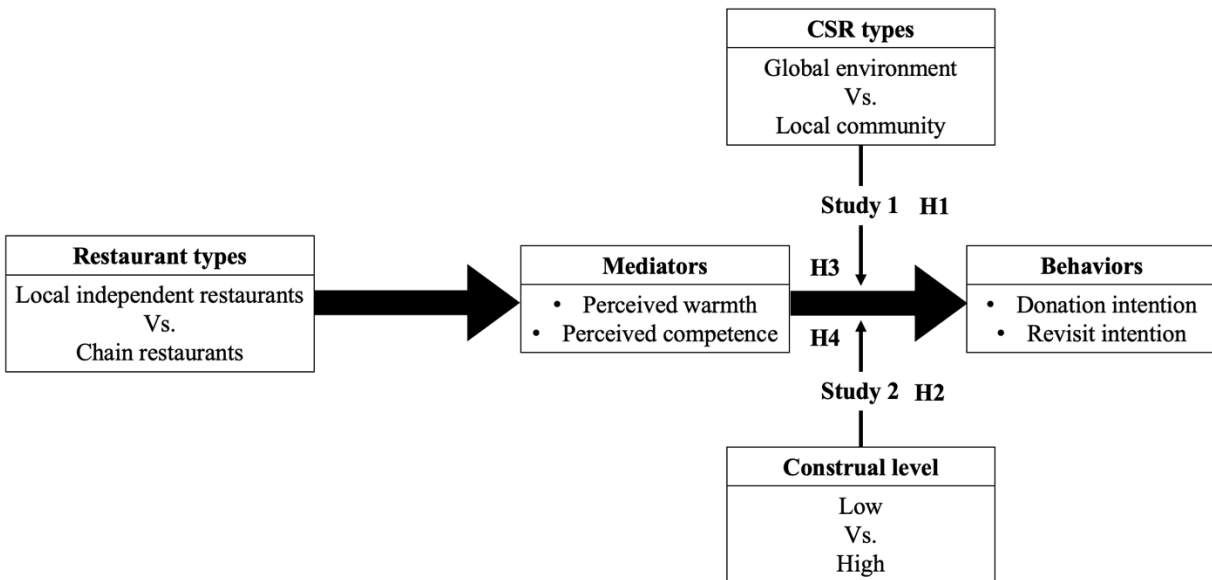 CSR types
Global environment
Vs.
Local community
Study 1 H1
Restaurant types
Local independent restaurants
Vs.
Chain restaurants
Mediators
• Perceived warmth
• Perceived competence
H3
H4
Behaviors
• Donation intention
• Revisit intention
Study 2 H2
Construal level
Low
Vs.
High